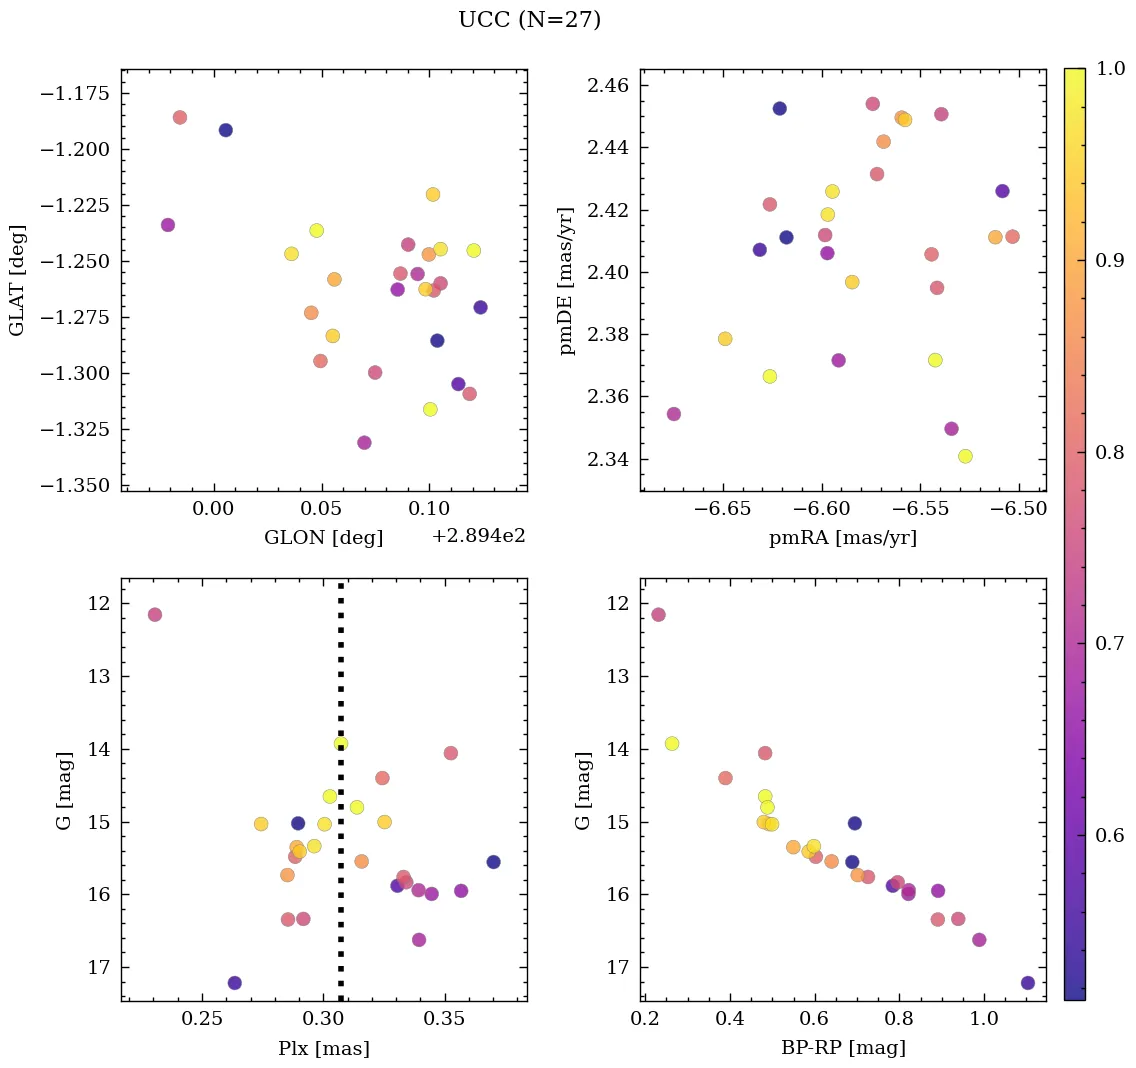 UCC (N=27)
−1.175
−1.200
−1.225
−1.250
−1.275
−1.300
−1.325
−1.350
GLAT [deg]
0.00 0.05 0.10
GLON [deg] +2.894e2
2.46
2.44
2.42
2.40
2.38
2.36
2.34
pmDE [mas/yr]
−6.65 −6.60 −6.55 −6.50
pmRA [mas/yr]
12
13
14
15
16
17
G [mag]
0.25 0.30 0.35
Plx [mas]
12
13
14
15
16
17
G [mag]
0.2 0.4 0.6 0.8 1.0
BP-RP [mag]
1.0
0.9
0.8
0.7
0.6